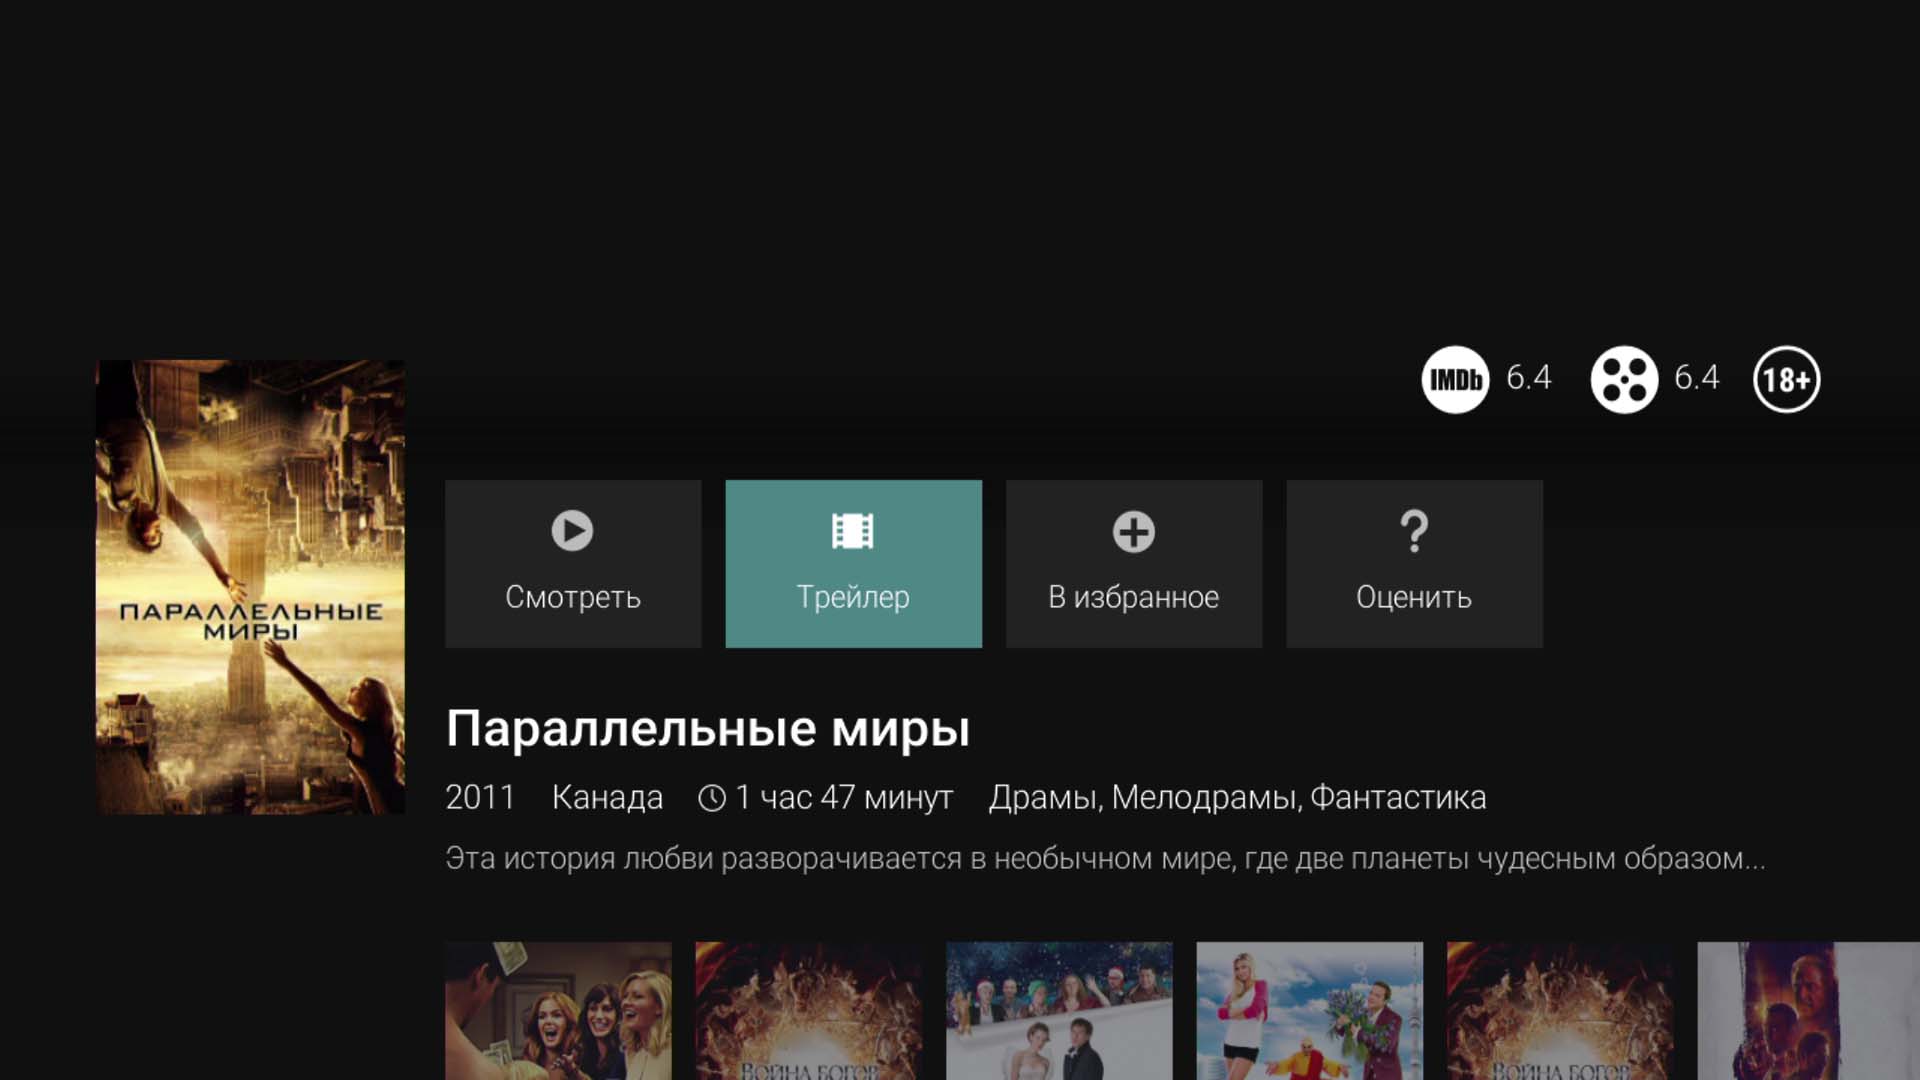 IMDb 6.4 6.4 18+
ПАРАЛЛЕЛЬНЫЕ
МИРЫ
Смотреть
Трейлер
В избранное
Оценить
Параллельные миры
2011 Канада 1 час 47 минут Драмы, Мелодрамы, Фантастика
Эта история любви разворачивается в необычном мире, где две планеты чудесным образом...
ВОЙНА БОГОВ
ВОЙНА БОГОВ